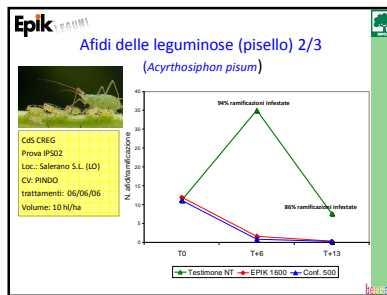 Epik
LEGUMI
Afidi delle leguminose (pisello) 2/3
(Acyrthosiphon pisum)
CdS CREG
Prova IPS02
Loc.: Salerano S.L. (LO)
CV: PINDO
trattamenti: 06/06/06
Volume: 10 hl/ha
N. afidi/ramificazione
40
35
30
25
20
15
10
5
0
94% ramificazioni infestate
86% ramificazioni infestate
T0
T+6
T+13
Testimone NT
EPIK 1600
Conf. 500